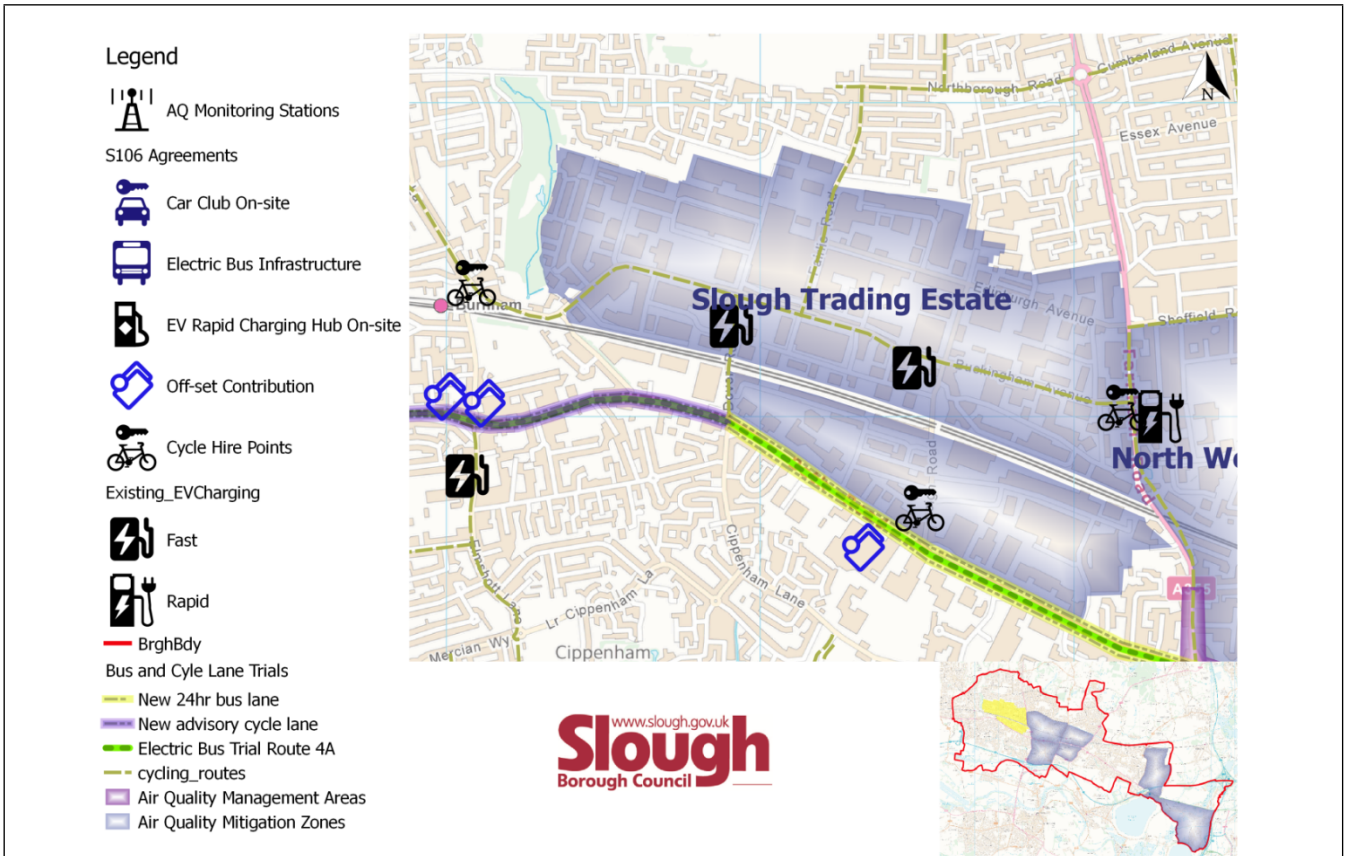 Legend
AQ Monitoring Stations
S106 Agreements
Car Club On-site
Electric Bus Infrastructure
EV Rapid Charging Hub On-site
Off-set Contribution
Cycle Hire Points
Existing_EVCharging
Fast
Rapid
BrghBdy
Bus and Cyle Lane Trials
New 24hr bus lane
New advisory cycle lane
Electric Bus Trial Route 4A
cycling_routes
Air Quality Management Areas
Air Quality Mitigation Zones
Northborough Road
Cumberland Avenue
N
Essex Avenue
Fairlie Road
Edinburgh Avenue
Slough Trading Estate
Burnham
Sheffield
Buckingham Avenue
Dover
North
Road
Elmshott Lane
Cippenham Lane
Lr Cippenham La
Mercian Wy
Cippenham
www.slough.gov.uk
Slough
Borough Council